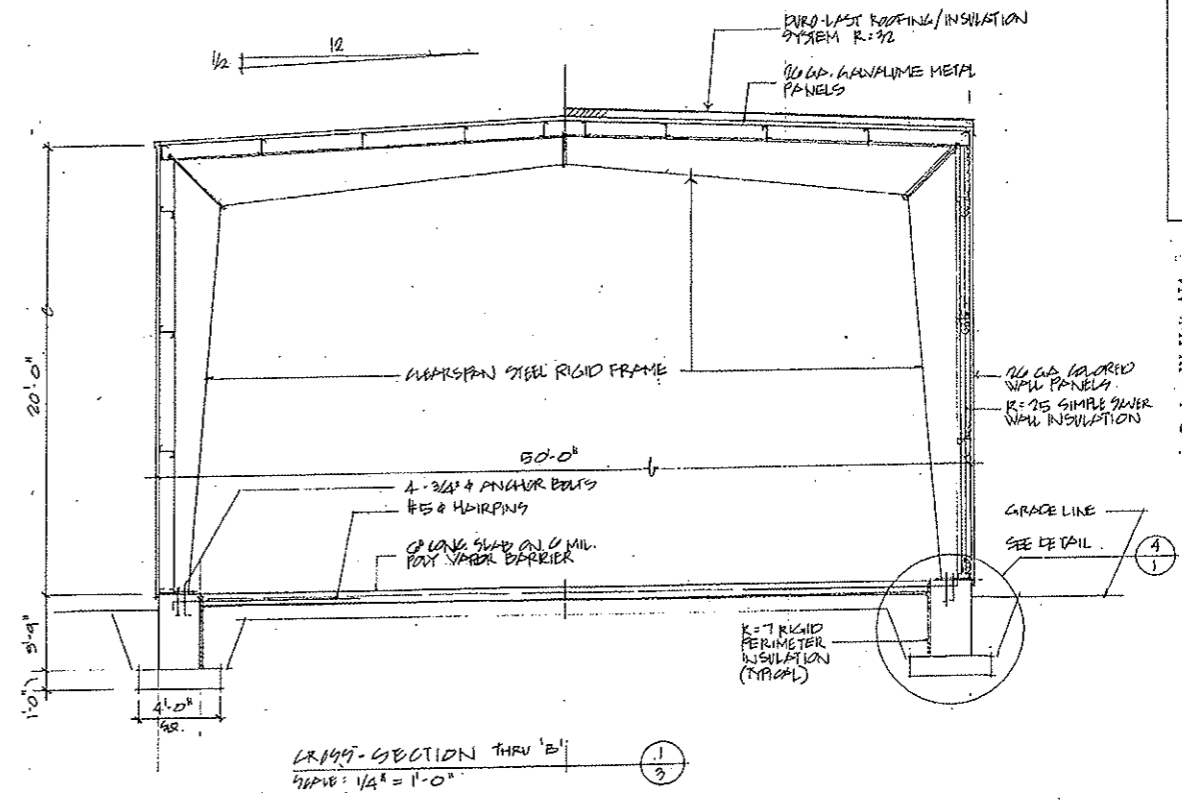 DURO-LAST ROOFING/INSULATION
SYSTEM R=32
12
1/2
26 GA. GALVALUME METAL
PANELS
20'-0"
CLEARSPAN STEEL RIGID FRAME
26 GA COLORED
WALL PANELS.
R=25 SIMPLE SAVER
WALL INSULATION
50'-0"
4-3/4" ϕ ANCHOR BOLTS
#5 ϕ HAIRPINS
6" CONC. SLAB ON 6 MIL.
POLY VAPOR BARRIER
GRADE LINE
SEE DETAIL
4
1
R=7 RIGID
PERIMETER
INSULATION
(TYPICAL)
1'-0"
4'-0"
SQ.
CROSS-SECTION THRU 'B'
SCALE: 1/4" = 1'-0"
1
3